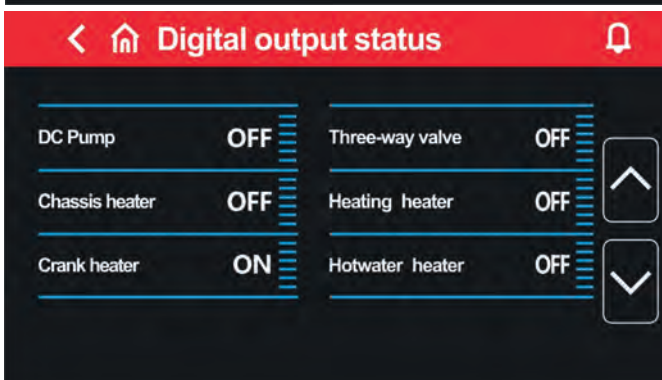 Digital output status
DC Pump OFF
Three-way valve OFF
Chassis heater OFF
Heating heater OFF
Crank heater ON
Hotwater heater OFF